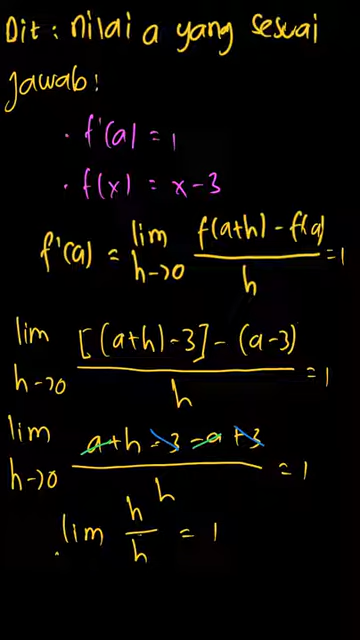 Dit : nilai a yang sesuai
Jawab :
• f'(a) = 1
• f(x) = x - 3
f'(a) = lim h→0 (f(a+h) - f(a))/h = 1
lim h→0 ([(a+h) - 3] - (a-3))/h = 1
lim h→0 (a + h - 3 - a + 3)/h = 1
lim h/h = 1